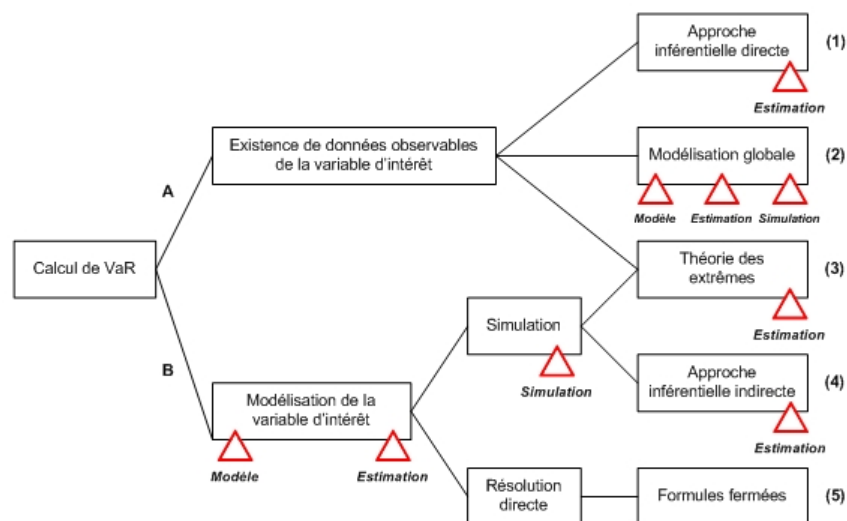 Approche
inférentielle directe
(1)
Estimation
Existence de données observables
de la variable d'intérêt
Modélisation globale
(2)
Modèle
Estimation
Simulation
A
Calcul de VaR
Théorie des
extrêmes
(3)
Estimation
Simulation
Simulation
B
Approche
inférentielle indirecte
(4)
Estimation
Modélisation de la
variable d'intérêt
Modèle
Estimation
Résolution
directe
Formules fermées
(5)